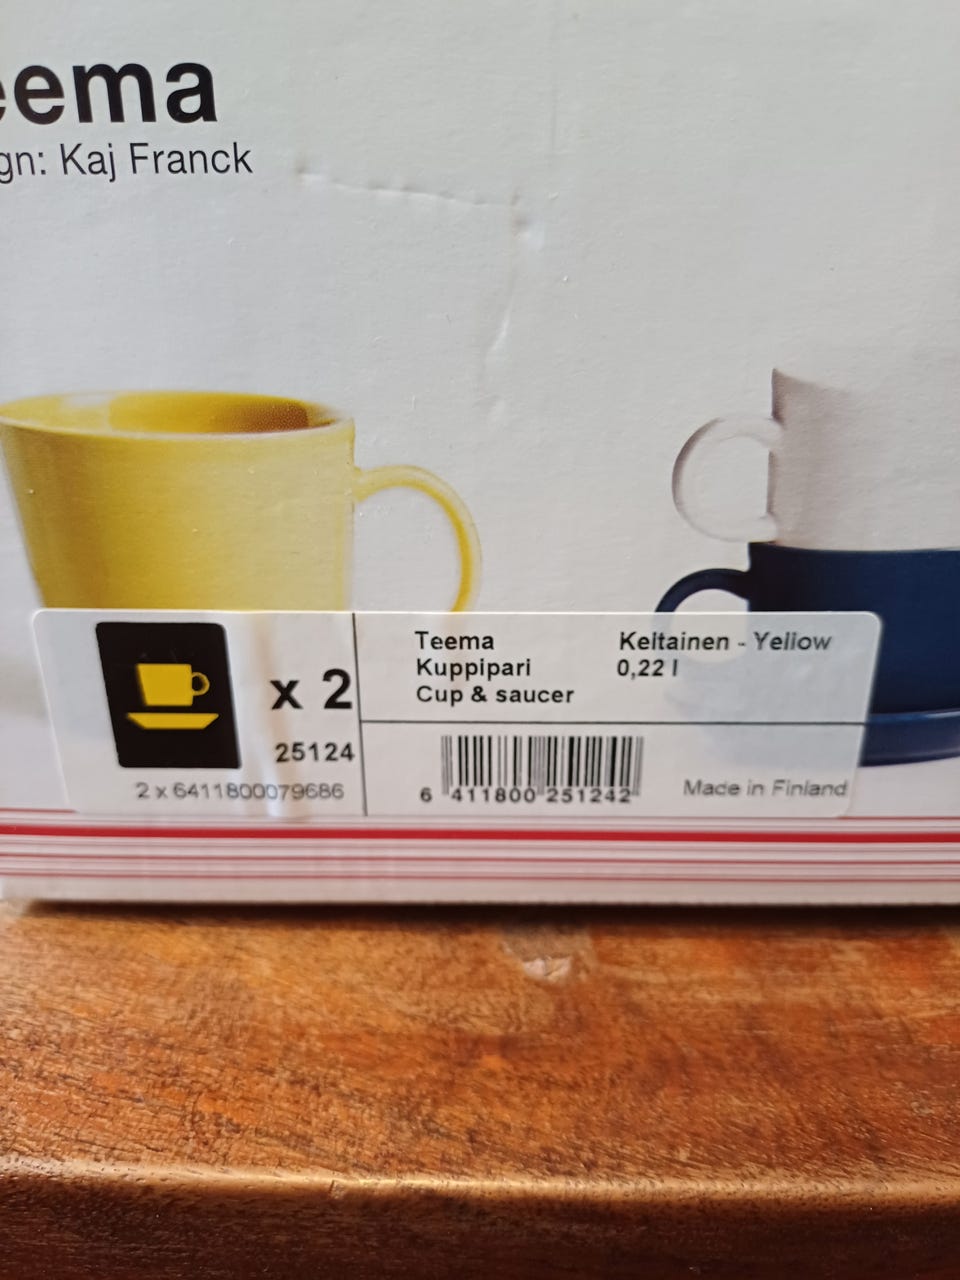 eema
gn: Kaj Franck
x 2
25124
2 x 6411800079686
Teema
Kuppipari
Cup & saucer
Keltainen - Yellow
0,22 l
6 411800 251242
Made in Finland